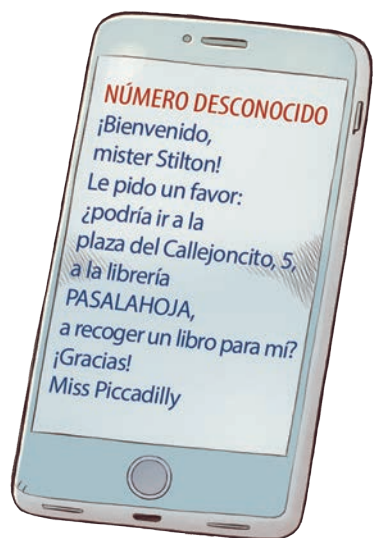 NÚMERO DESCONOCIDO
¡Bienvenido,
mister Stilton!
Le pido un favor:
¿podría ir a la
plaza del Callejoncito, 5,
a la librería
PASALAHOJA,
a recoger un libro para mí?
¡Gracias!
Miss Piccadilly